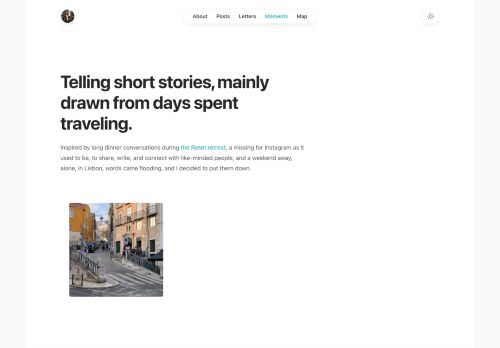 About Posts Letters Moments Map
Telling short stories, mainly
drawn from days spent
traveling.
Inspired by long dinner conversations during the Reset retreat, a missing for Instagram as it
used to be, to share, write, and connect with like-minded people, and a weekend away,
alone, in Lisbon, words came flooding, and I decided to put them down.